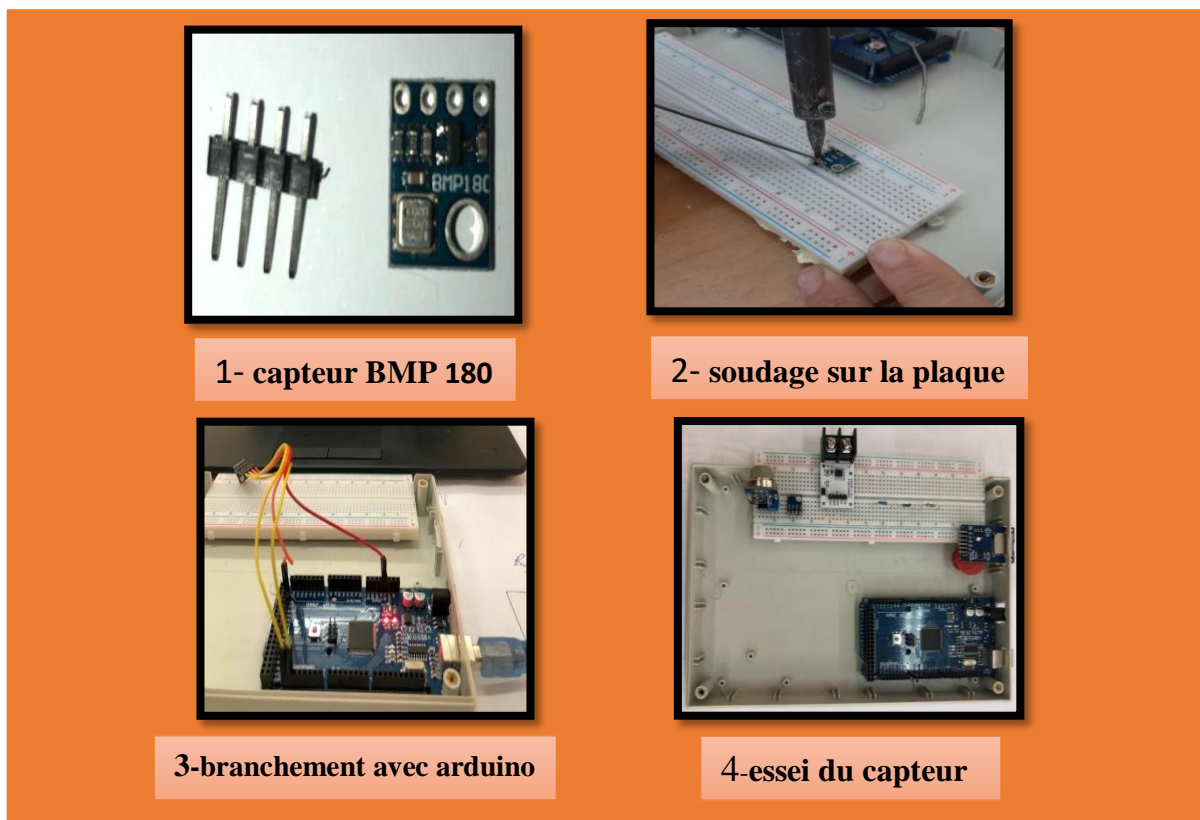 BMP180
1- capteur BMP 180
2- soudage sur la plaque
3-branchement avec arduino
4-essei du capteur